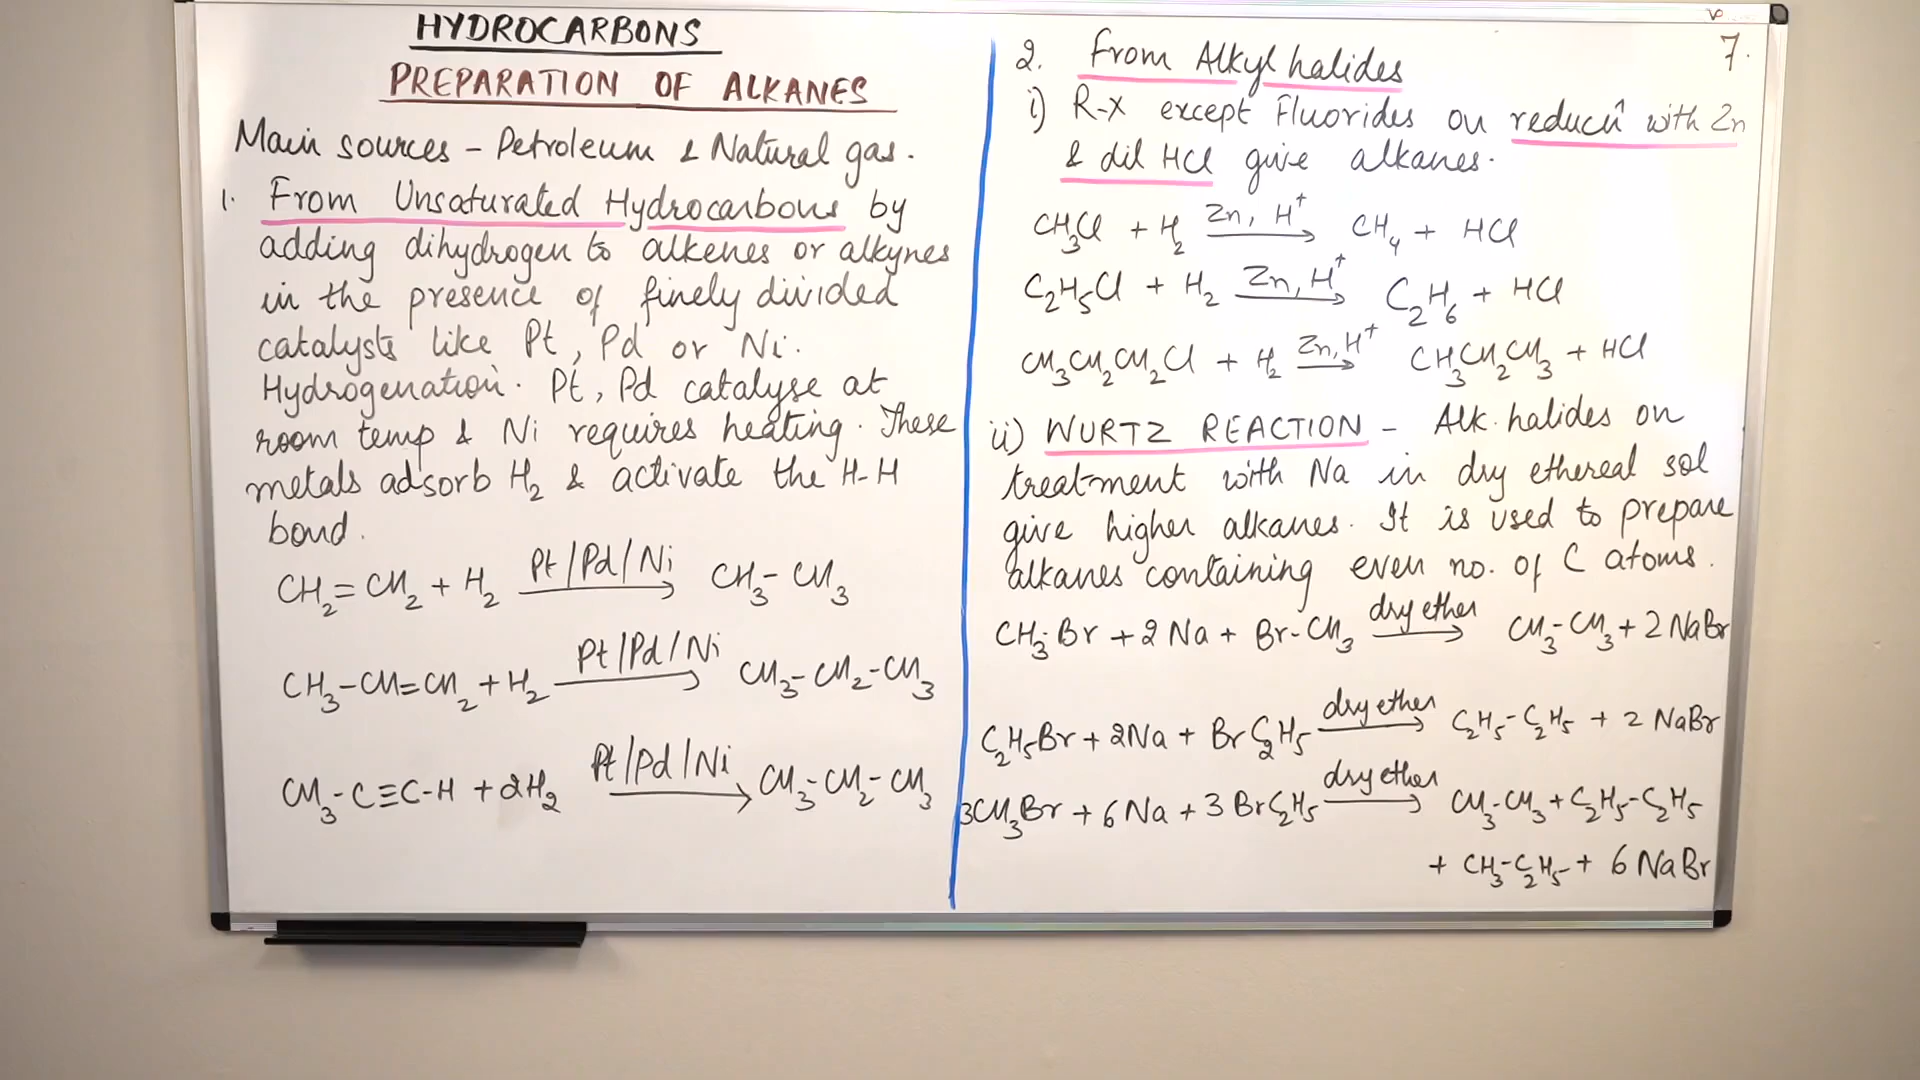 HYDROCARBONS
PREPARATION OF ALKANES
Main sources - Petroleum & Natural gas.
1. From Unsaturated Hydrocarbons by
adding dihydrogen to alkenes or alkynes
in the presence of finely divided
catalysts like Pt, Pd or Ni.
Hydrogenation. Pt, Pd catalyse at
room temp & Ni requires heating. These
metals adsorb H₂ & activate the H-H
bond.
CH₂=CH₂ + H₂ Pt/Pd/Ni → CH₃-CH₃
CH₃-CH=CH₂ + H₂ Pt/Pd/Ni → CH₃-CH₂-CH₃
CH₃-C≡C-H + 2H₂ Pt/Pd/Ni → CH₃-CH₂-CH₃
7.
2. From Alkyl halides
i) R-X except Fluorides on reducn̂ with Zn
& dil HCl give alkanes.
CH₃Cl + H₂ Zn, H⁺ → CH₄ + HCl
C₂H₅Cl + H₂ Zn, H⁺ → C₂H₆ + HCl
CH₃CH₂CH₂Cl + H₂ Zn, H⁺ → CH₃CH₂CH₃ + HCl
ii) WURTZ REACTION - Alk. halides on
treatment with Na in dry ethereal sol
give higher alkanes. It is used to prepare
alkanes containing even no. of C atoms.
CH₃-Br + 2Na + Br-CH₃ dry ether → CH₃-CH₃ + 2NaBr
C₂H₅Br + 2Na + BrC₂H₅ dry ether → C₂H₅-C₂H₅ + 2NaBr
3CH₃Br + 6Na + 3BrC₂H₅ dry ether → CH₃-CH₃ + C₂H₅-C₂H₅
+ CH₃-C₂H₅ + 6NaBr